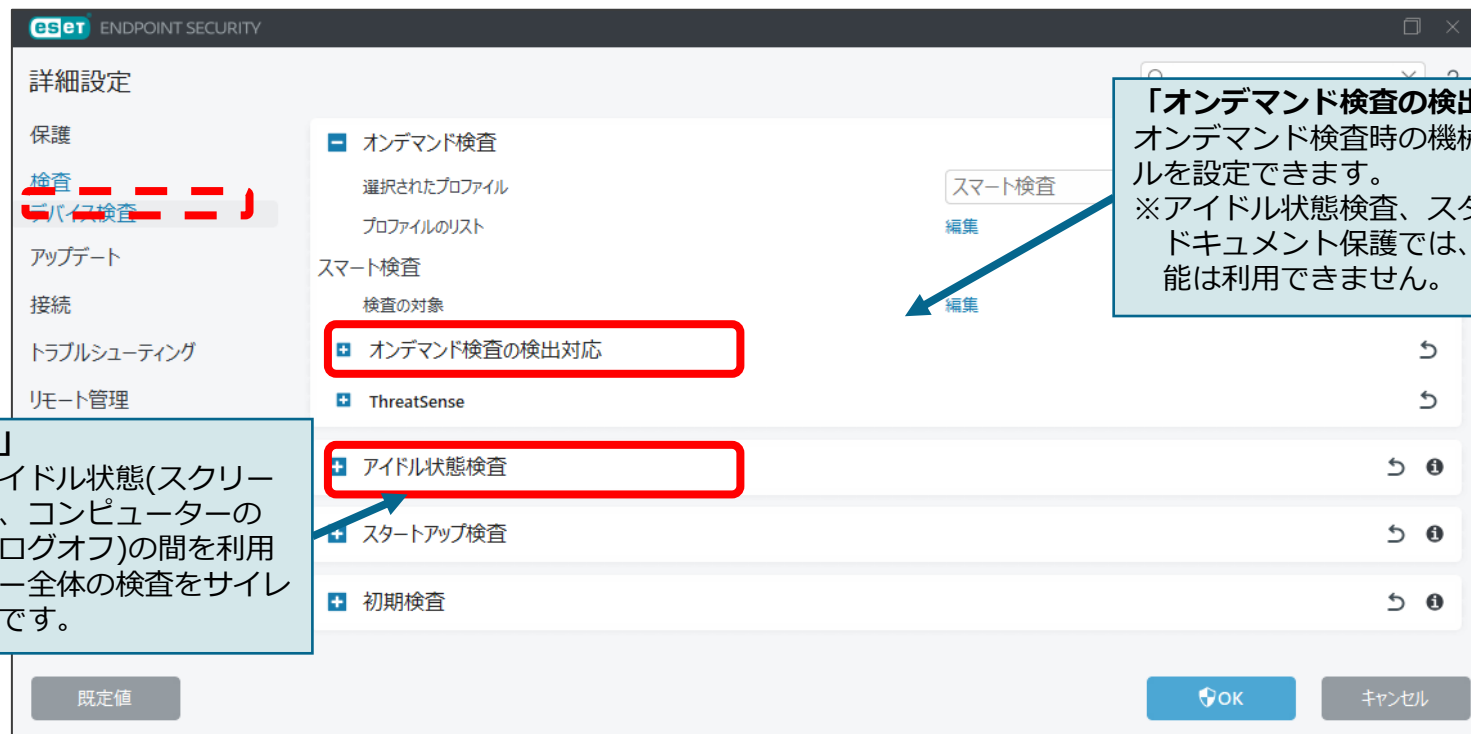 eset ENDPOINT SECURITY
詳細設定
保護
検査
デバイス検査
アップデート
接続
トラブルシューティング
リモート管理
オンデマンド検査
選択されたプロファイル
スマート検査
プロファイルのリスト
編集
スマート検査
検査の対象
編集
オンデマンド検査の検出対応
ThreatSense
アイドル状態検査
スタートアップ検査
初期検査
「オンデマンド検査の検出
オンデマンド検査時の機械
ルを設定できます。
※アイドル状態検査、スタ
ドキュメント保護では、
能は利用できません。
」
イドル状態(スクリー
、コンピューターの
ログオフ)の間を利用
ー全体の検査をサイレ
です。
既定値
OK
キャンセル